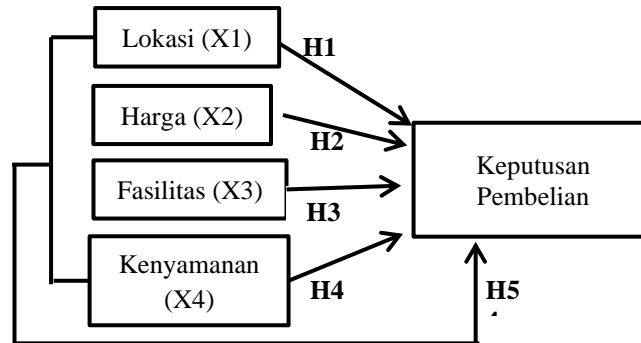 Lokasi (X1)
H1
Harga (X2)
H2
Keputusan
Pembelian
Fasilitas (X3)
H3
Kenyamanan
(X4)
H4
H5